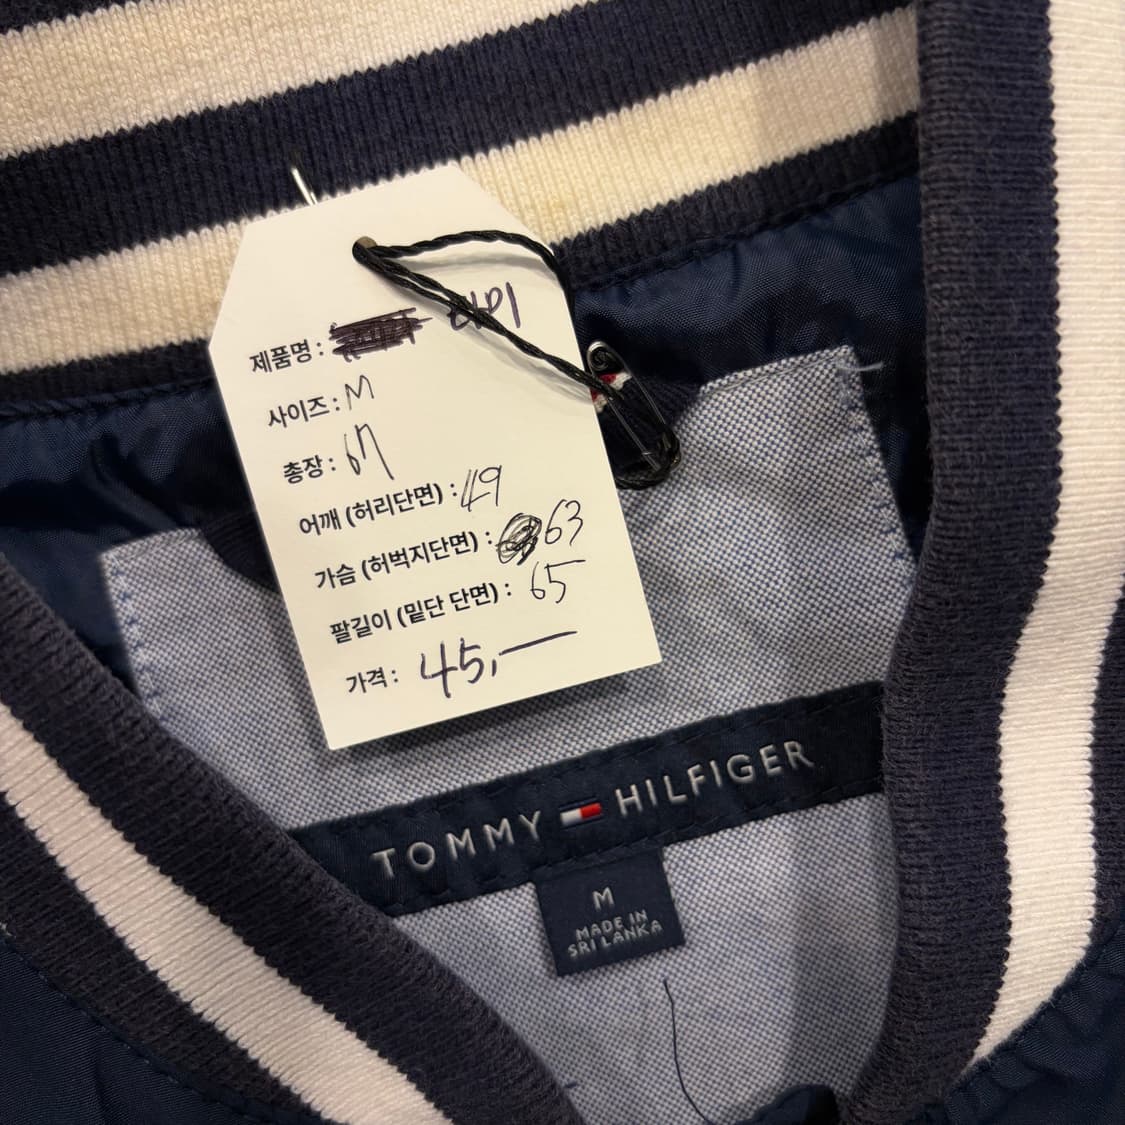 제품명 : 타미
사이즈 : M
총장 : 67
어깨 (허리단면) : 49
가슴 (허벅지단면) : 63
팔길이 (밑단 단면) : 65
가격 : 45,—
TOMMY HILFIGER
M
MADE IN
SRI LANKA